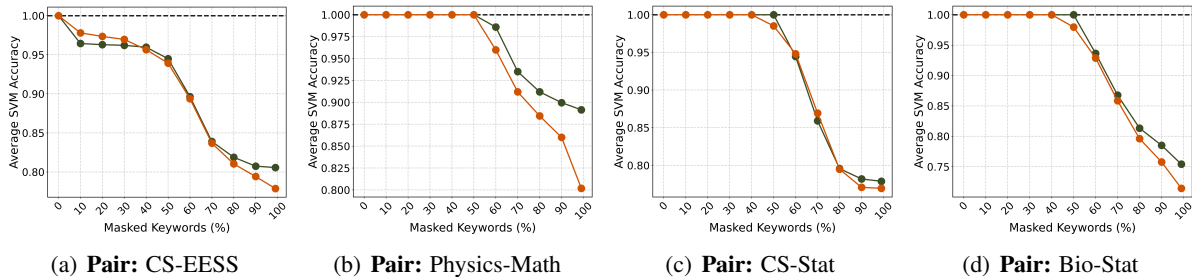 1.00
0.95
0.90
0.85
0.80
Average SVM Accuracy
0 10 20 30 40 50 60 70 80 90 100
Masked Keywords (%)
(a) Pair: CS-EESS
1.000
0.975
0.950
0.925
0.900
0.875
0.850
0.825
0.800
Average SVM Accuracy
0 10 20 30 40 50 60 70 80 90 100
Masked Keywords (%)
(b) Pair: Physics-Math
1.00
0.95
0.90
0.85
0.80
Average SVM Accuracy
0 10 20 30 40 50 60 70 80 90 100
Masked Keywords (%)
(c) Pair: CS-Stat
1.00
0.95
0.90
0.85
0.80
0.75
Average SVM Accuracy
0 10 20 30 40 50 60 70 80 90 100
Masked Keywords (%)
(d) Pair: Bio-Stat